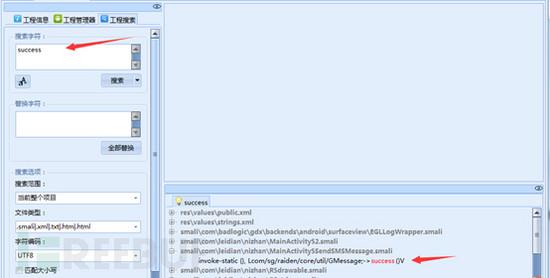 工程信息 工程管理器 工程搜索
搜索字符：
success
搜索
替换字符：
全部替换
搜索选项：
搜索范围：
当前整个项目
文件类型：
.smali|.xml|.txt|.html|.html
字符编码：
UTF8
匹配大小写
REEBUF
success
res\values\public.xml
res\values\strings.xml
smali\com\badlogic\gdx\backends\android\surfaceview\EGLLogWrapper.smali
smali\com\leidian\nizhan\MainActivity$2.smali
smali\com\leidian\nizhan\MainActivity$SendSMSMessage.smali
invoke-static {}, Lcom/sg/raiden/core/util/GMessage;->success()V
smali\com\leidian\nizhan\R$drawable.smali